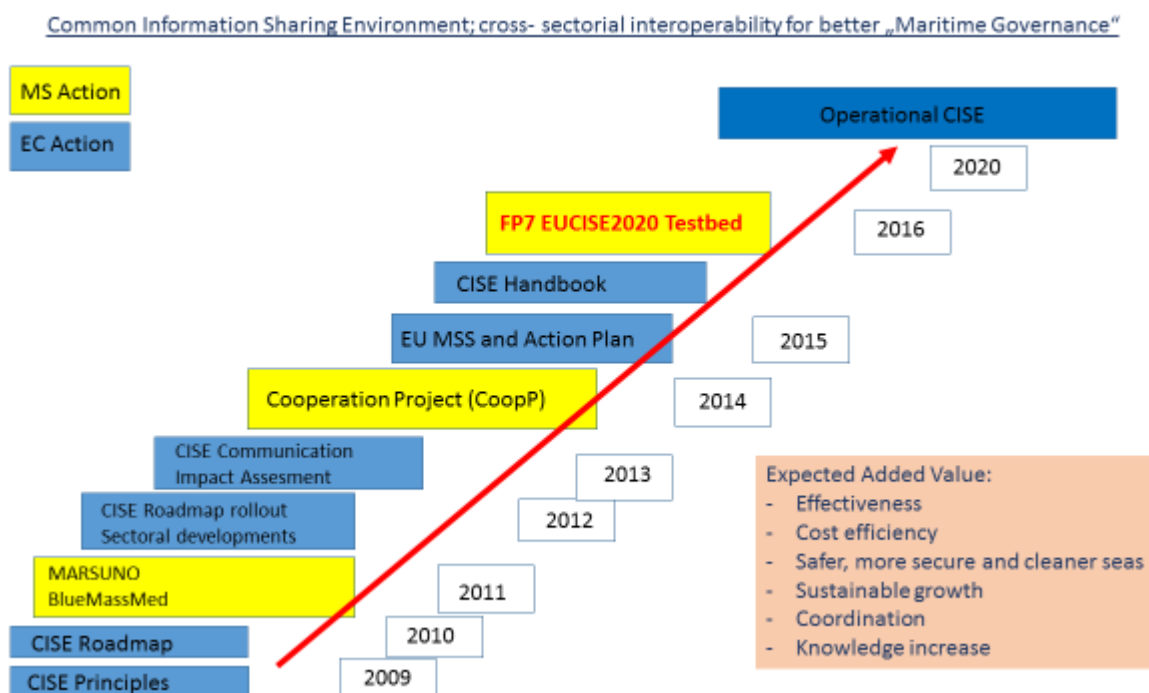 Common Information Sharing Environment; cross- sectorial interoperability for better „Maritime Governance“
MS Action
EC Action
Operational CISE
2020
FP7 EUCISE2020 Testbed
2016
CISE Handbook
EU MSS and Action Plan
2015
Cooperation Project (CoopP)
2014
CISE Communication
Impact Assesment
2013
CISE Roadmap rollout
Sectoral developments
2012
MARSUNO
BlueMassMed
2011
CISE Roadmap
2010
CISE Principles
2009
Expected Added Value:
- Effectiveness
- Cost efficiency
- Safer, more secure and cleaner seas
- Sustainable growth
- Coordination
- Knowledge increase